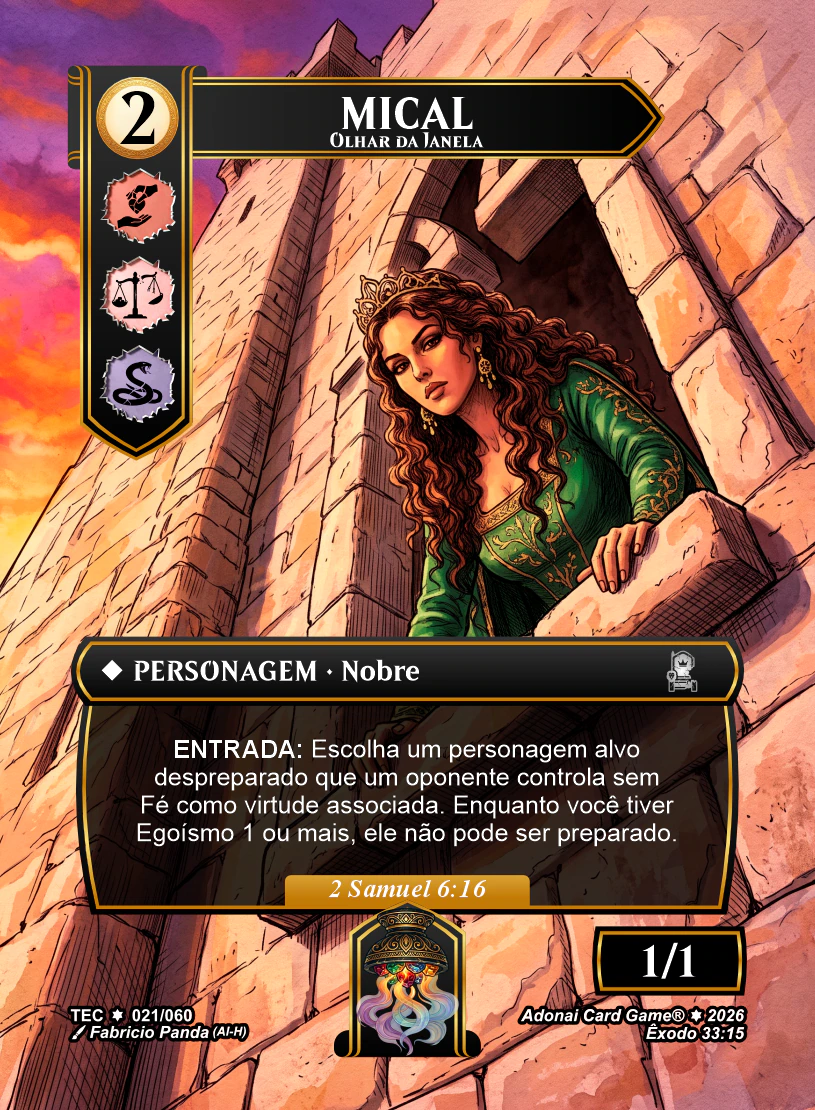 2
MICAL
Olhar da Janela
PERSONAGEM · Nobre
ENTRADA: Escolha um personagem alvo
despreparado que um oponente controla sem
Fé como virtude associada. Enquanto você tiver
Egoísmo 1 ou mais, ele não pode ser preparado.
2 Samuel 6:16
1/1
TEC ✶ 021/060
Fabricio Panda (AI-H)
Adonai Card Game® ✶ 2026
Êxodo 33:15